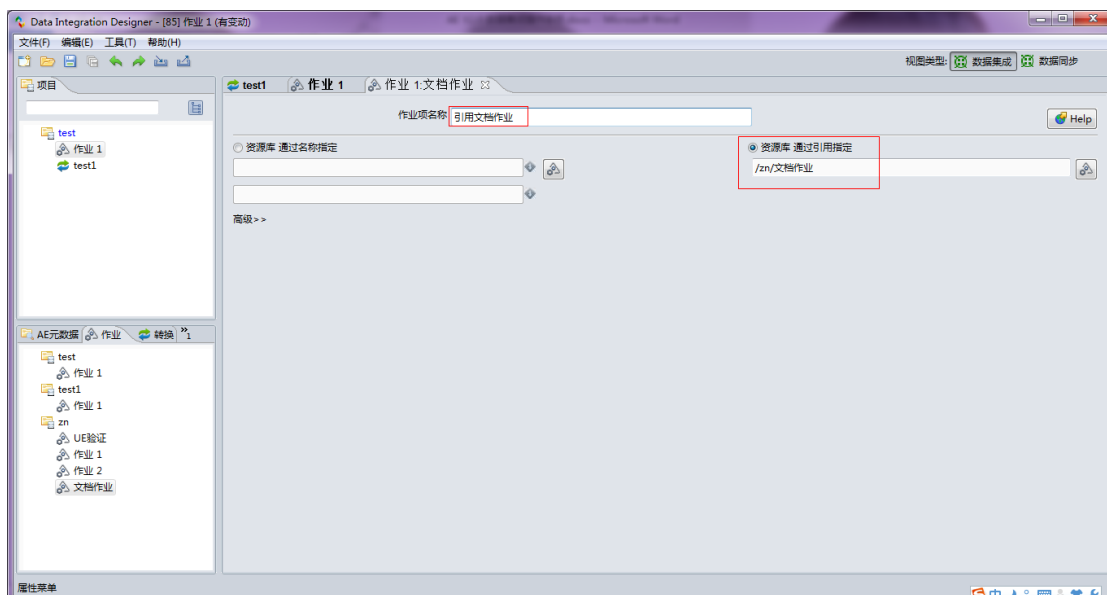 Data Integration Designer - [85] 作业 1 (有变动)
文件(F) 编辑(E) 工具(T) 帮助(H)
视图类型: 数据集成 数据同步
项目
test
作业 1
test1
test1 作业 1 作业 1:文档作业
作业项名称 引用文档作业
Help
资源库 通过名称指定
资源库 通过引用指定
/zn/文档作业
高级>>
AE元数据 作业 转换 »1
test
作业 1
test1
作业 1
zn
UE验证
作业 1
作业 2
文档作业
属性菜单
中